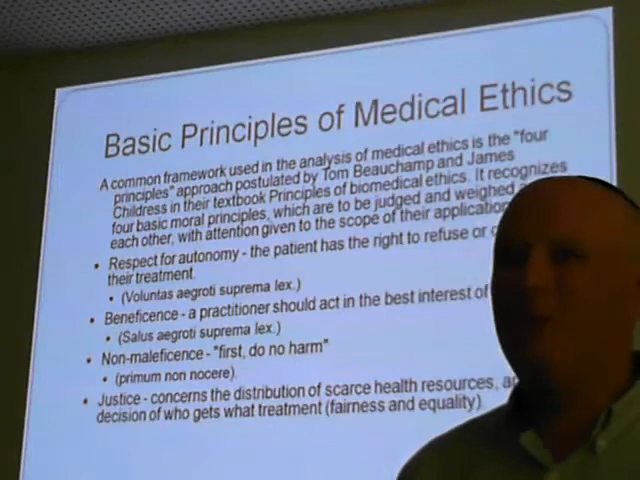 Basic Principles of Medical Ethics
A common framework used in the analysis of medical ethics is the "four
principles" approach postulated by Tom Beauchamp and James
Childress in their textbook Principles of biomedical ethics. It recognizes
four basic moral principles, which are to be judged and weighed
each other, with attention given to the scope of their application
• Respect for autonomy - the patient has the right to refuse or
their treatment.
• (Voluntas aegroti suprema lex.)
• Beneficence - a practitioner should act in the best interest of
• (Salus aegroti suprema lex.)
• Non-maleficence - "first, do no harm"
• (primum non nocere).
• Justice - concerns the distribution of scarce health resources,
decision of who gets what treatment (fairness and equality)